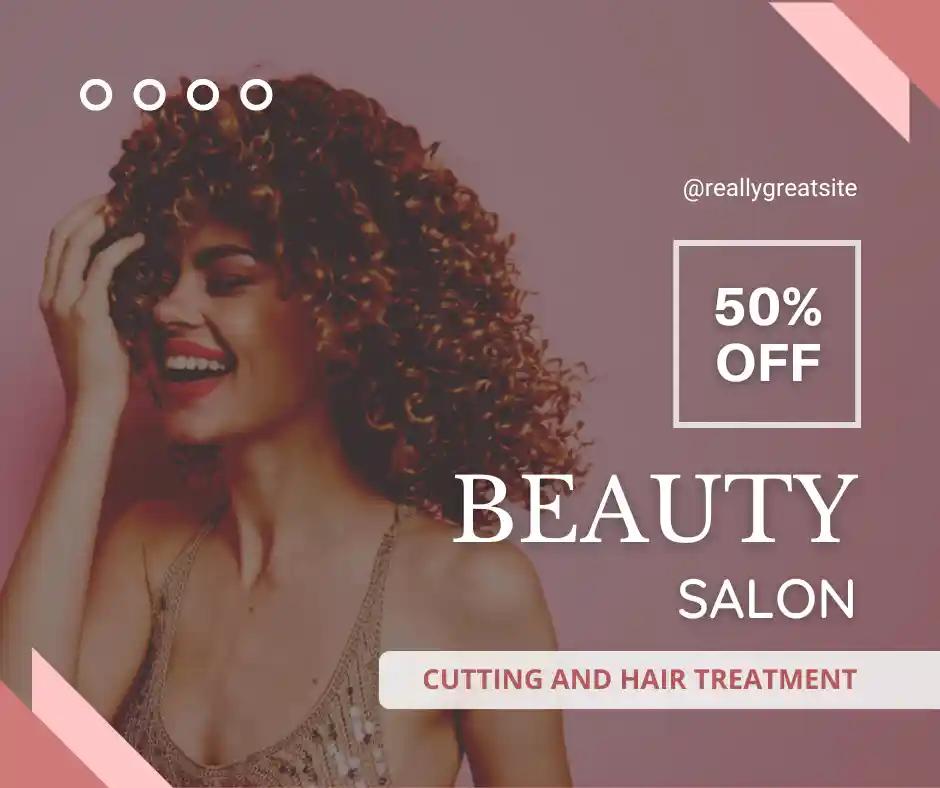 @reallygreatsite
50%
OFF
BEAUTY
SALON
CUTTING AND HAIR TREATMENT